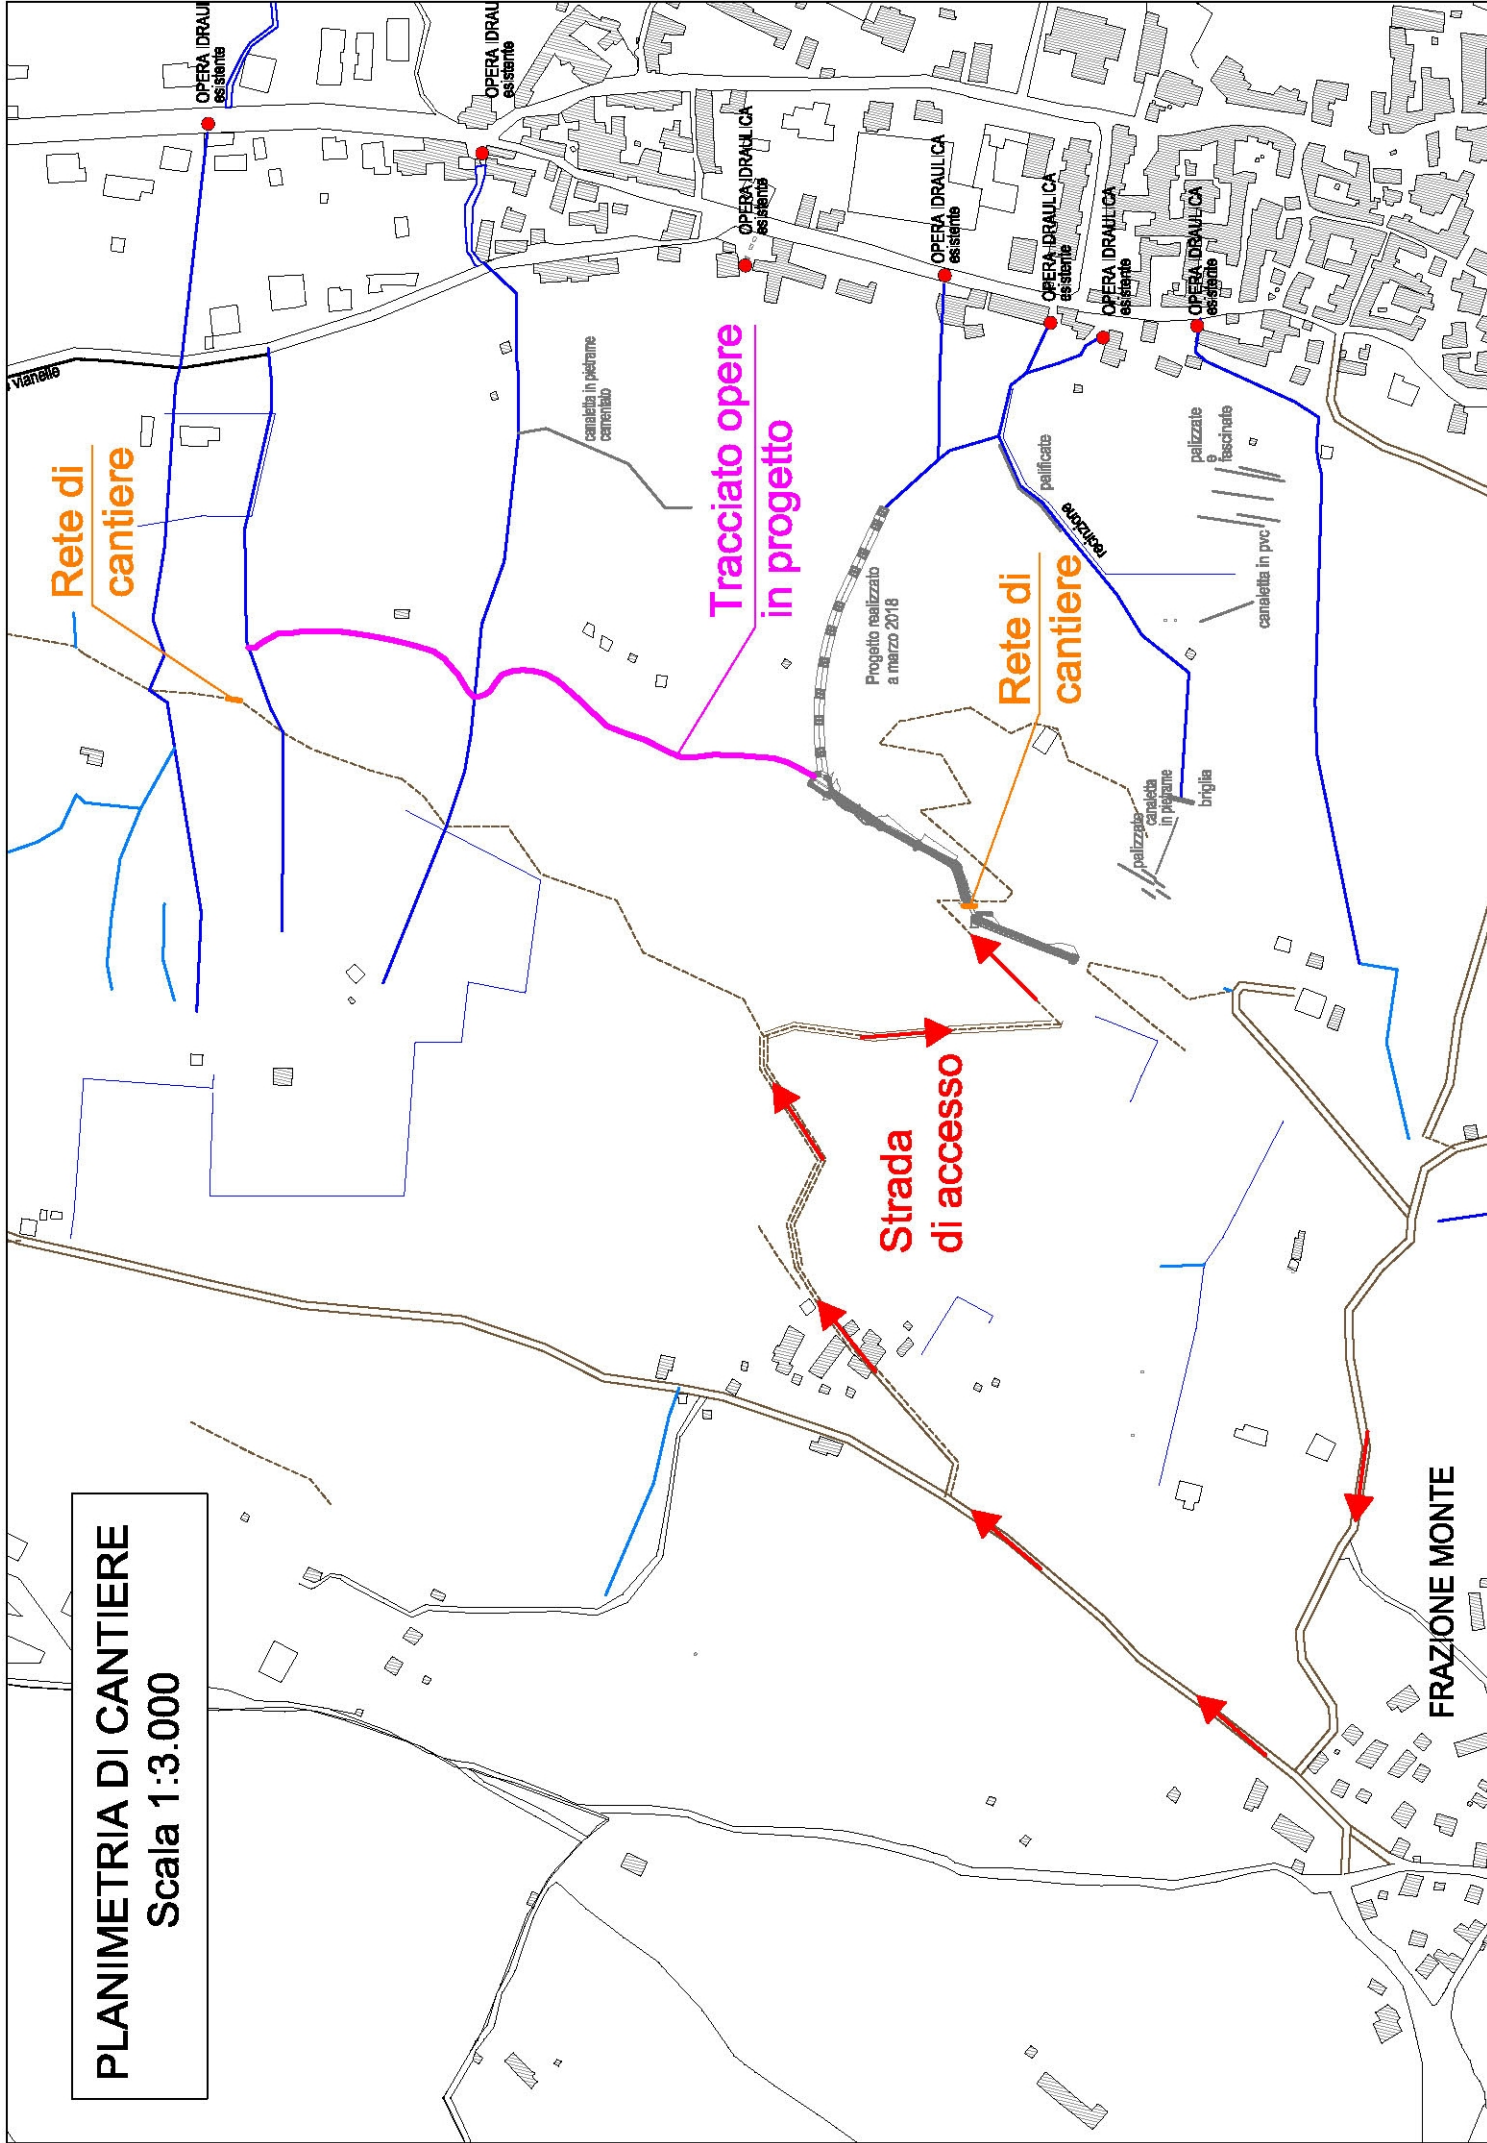 PLANIMETRIA DI CANTIERE
Scala 1:3.000
Rete di
cantiere
vianelle
OPERA IDRAU
esistente
OPERA IDRAU
esistente
canaletta in pietrame
cementato
Tracciato opere
in progetto
OPERA IDRAULICA
esistente
Progetto realizzato
a marzo 2018
OPERA IDRAULICA
esistente
Strada
di accesso
Rete di
cantiere
palificate
recinzione
OPERA IDRAULICA
esistente
OPERA IDRAULICA
esistente
palizzate
canaletta
in pietrame
briglia
palizzate
e
fascinate
canaletta in pvc
OPERA IDRAULICA
esistente
FRAZIONE MONTE